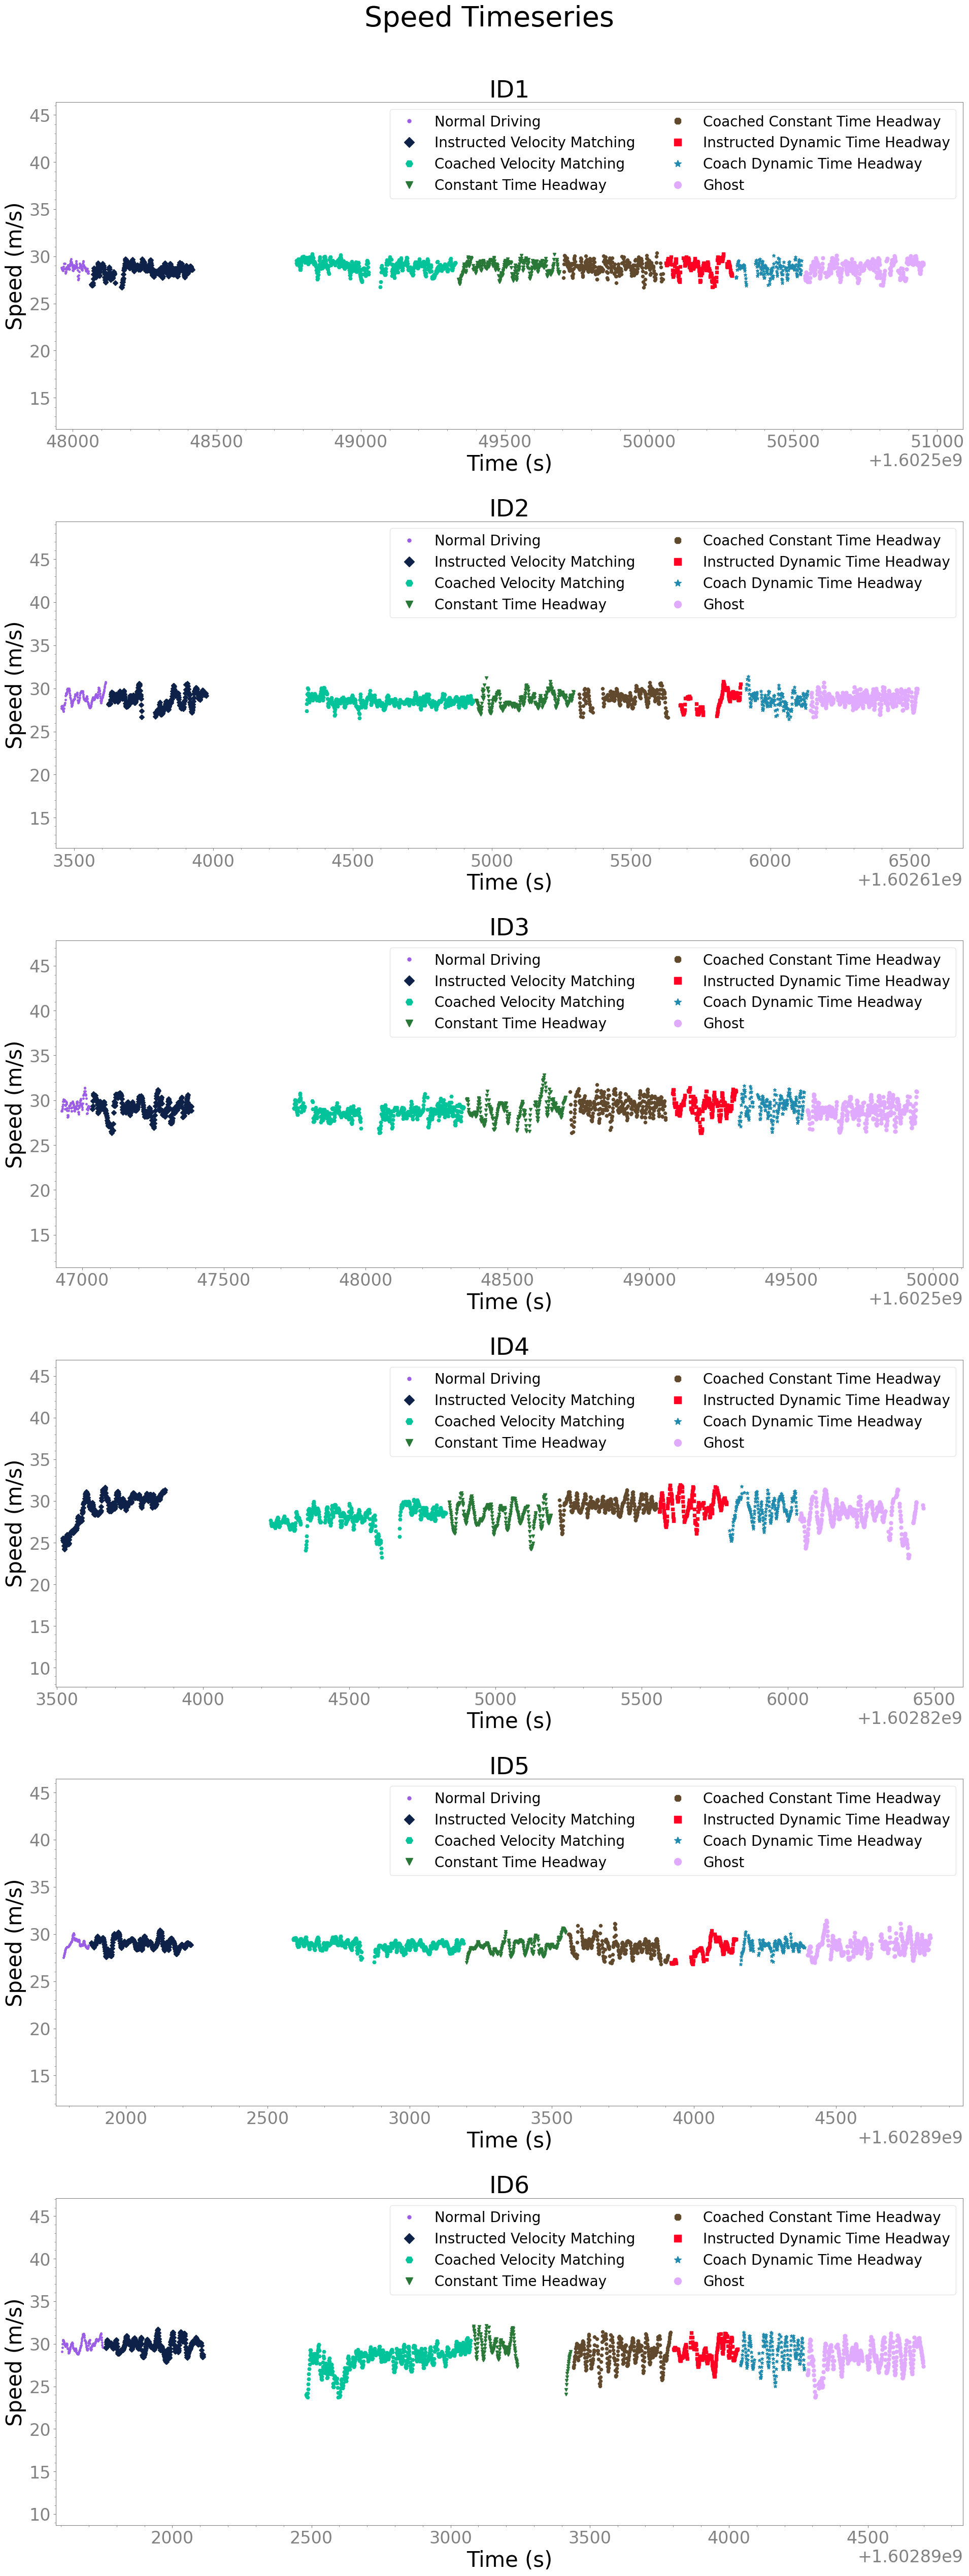 Speed Timeseries
ID1
Normal Driving
Instructed Velocity Matching
Coached Velocity Matching
Constant Time Headway
Coached Constant Time Headway
Instructed Dynamic Time Headway
Coach Dynamic Time Headway
Ghost
Speed (m/s)
45
40
35
30
25
20
15
48000 48500 49000 49500 50000 50500 51000
Time (s)
+1.6025e9
ID2
Normal Driving
Instructed Velocity Matching
Coached Velocity Matching
Constant Time Headway
Coached Constant Time Headway
Instructed Dynamic Time Headway
Coach Dynamic Time Headway
Ghost
Speed (m/s)
45
40
35
30
25
20
15
3500 4000 4500 5000 5500 6000 6500
Time (s)
+1.60261e9
ID3
Normal Driving
Instructed Velocity Matching
Coached Velocity Matching
Constant Time Headway
Coached Constant Time Headway
Instructed Dynamic Time Headway
Coach Dynamic Time Headway
Ghost
Speed (m/s)
45
40
35
30
25
20
15
47000 47500 48000 48500 49000 49500 50000
Time (s)
+1.6025e9
ID4
Normal Driving
Instructed Velocity Matching
Coached Velocity Matching
Constant Time Headway
Coached Constant Time Headway
Instructed Dynamic Time Headway
Coach Dynamic Time Headway
Ghost
Speed (m/s)
45
40
35
30
25
20
15
10
3500 4000 4500 5000 5500 6000 6500
Time (s)
+1.60282e9
ID5
Normal Driving
Instructed Velocity Matching
Coached Velocity Matching
Constant Time Headway
Coached Constant Time Headway
Instructed Dynamic Time Headway
Coach Dynamic Time Headway
Ghost
Speed (m/s)
45
40
35
30
25
20
15
2000 2500 3000 3500 4000 4500
Time (s)
+1.60289e9
ID6
Normal Driving
Instructed Velocity Matching
Coached Velocity Matching
Constant Time Headway
Coached Constant Time Headway
Instructed Dynamic Time Headway
Coach Dynamic Time Headway
Ghost
Speed (m/s)
45
40
35
30
25
20
15
10
2000 2500 3000 3500 4000 4500
Time (s)
+1.60289e9